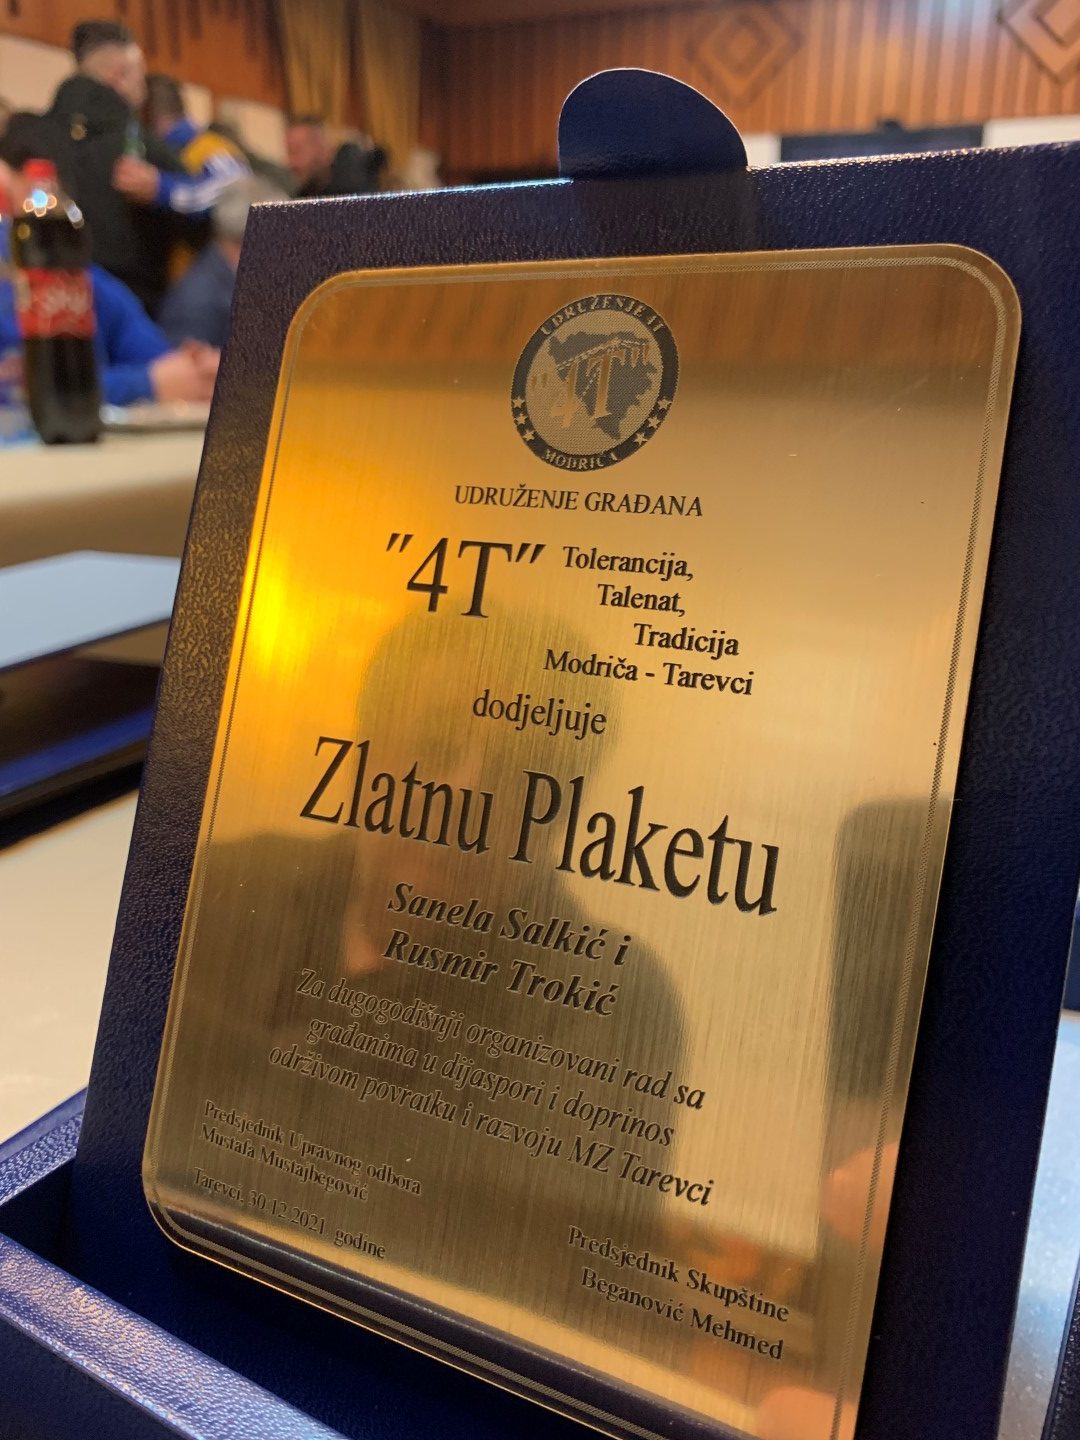 UDRUŽENJE 4T
"4T"
MODRIČA
UDRUŽENJE GRAĐANA
"4T" Tolerancija,
Talenat,
Tradicija
Modriča - Tarevci
dodjeljuje
Zlatnu Plaketu
Sanela Salkić i
Rusmir Trokić
Za dugogodišnji organizovani rad sa
građanima u dijaspori i doprinos
održivom povratku i razvoju MZ Tarevci
Predsjednik Upravnog odbora
Mustafa Mustajbegović
Tarevci, 30.12.2021. godine
Predsjednik Skupštine
Beganović Mehmed